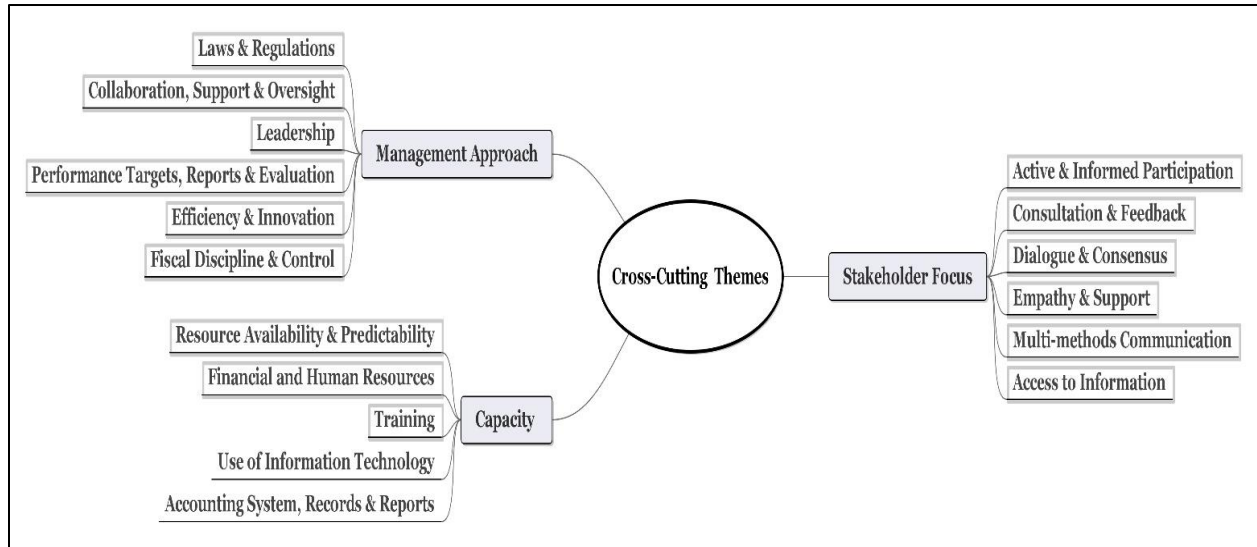 Laws & Regulations
Collaboration, Support & Oversight
Leadership
Performance Targets, Reports & Evaluation
Efficiency & Innovation
Fiscal Discipline & Control
Management Approach
Resource Availability & Predictability
Financial and Human Resources
Training
Use of Information Technology
Accounting System, Records & Reports
Capacity
Cross-Cutting Themes
Stakeholder Focus
Active & Informed Participation
Consultation & Feedback
Dialogue & Consensus
Empathy & Support
Multi-methods Communication
Access to Information